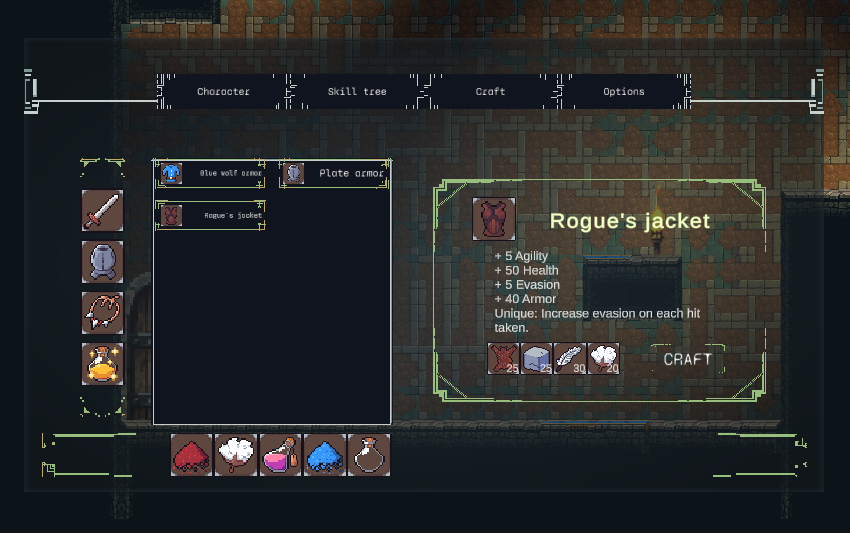 Character
Skill tree
Craft
Options
Blue wolf armor
Plate armor
Rogue's jacket
Rogue's jacket
+ 5 Agility
+ 50 Health
+ 5 Evasion
+ 40 Armor
Unique: Increase evasion on each hit
taken.
25
25
30
20
CRAFT